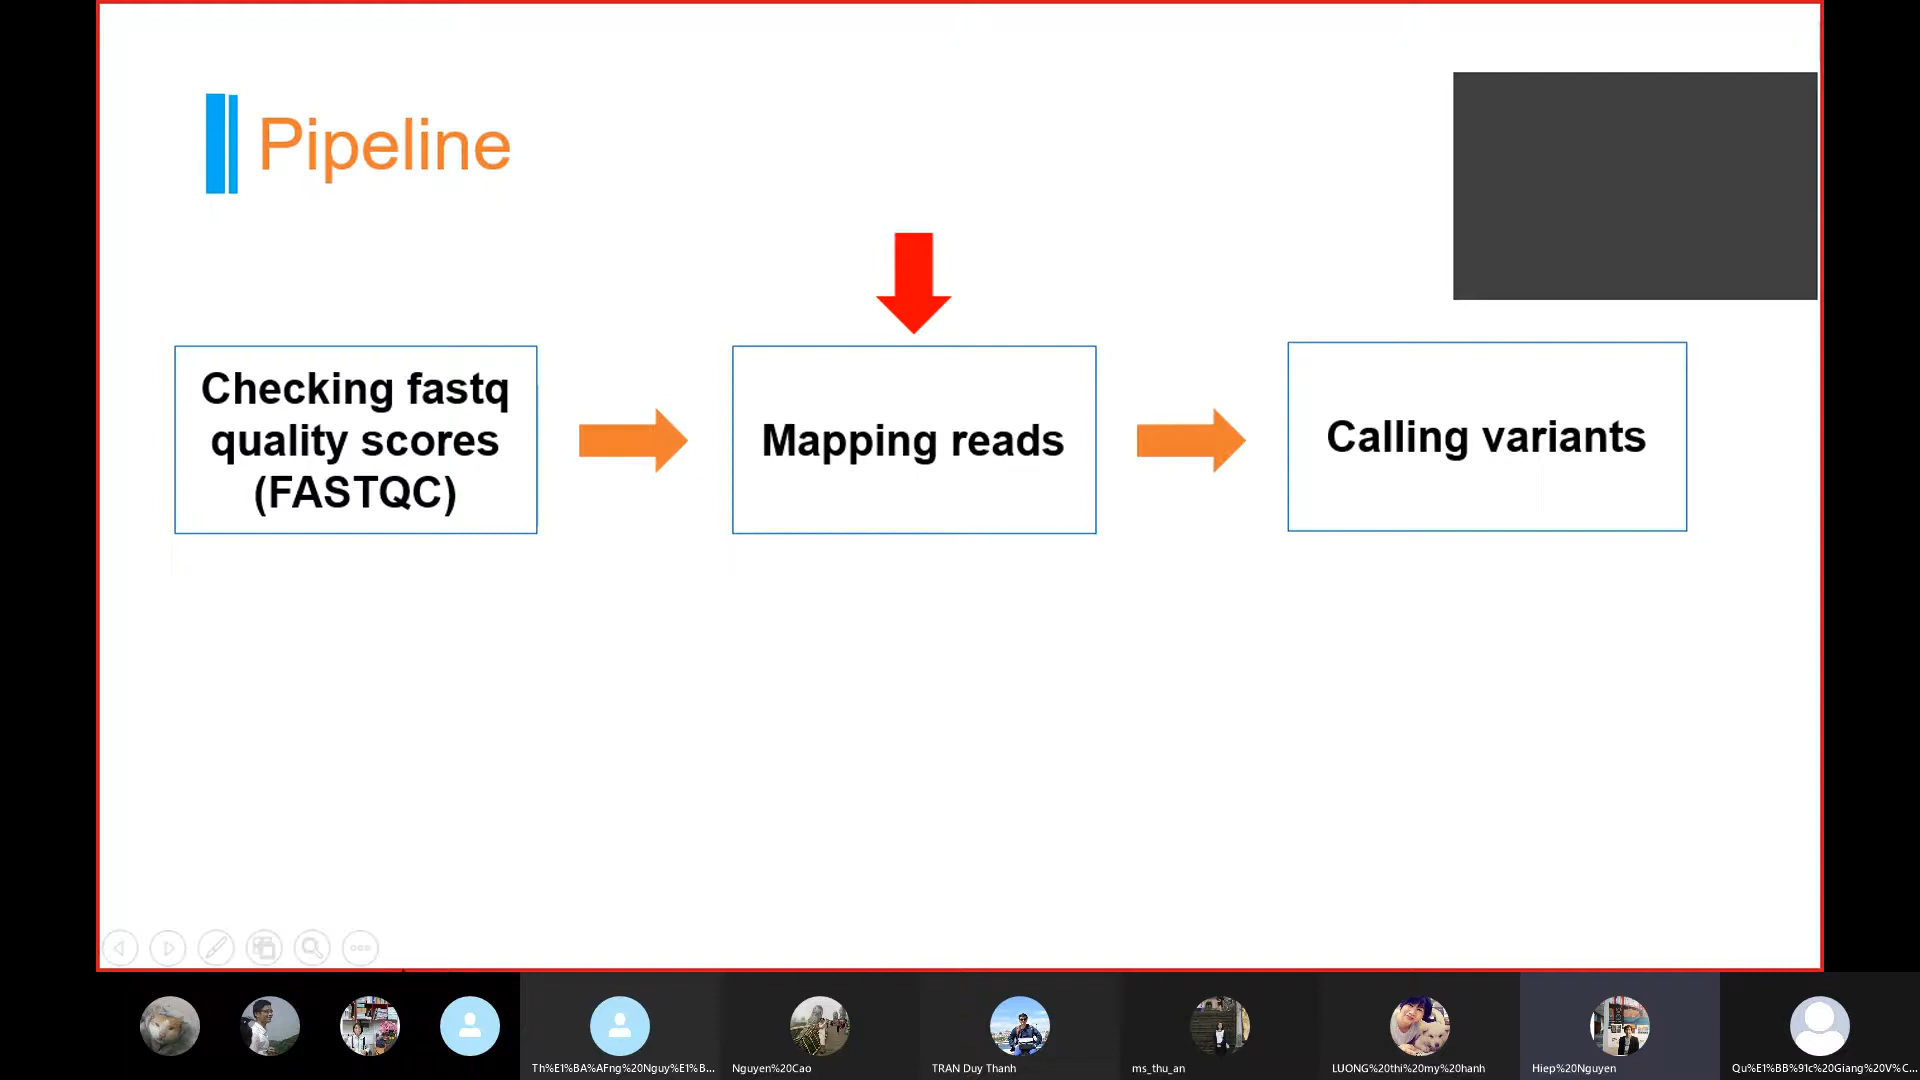 Pipeline
Checking fastq
quality scores
(FASTQC)
Mapping reads
Calling variants
Th%E1%BA%AFng%20Nguy%E1%B...
Nguyen%20Cao
TRAN Duy Thanh
ms_thu_an
LUONG%20thi%20my%20hanh
Hiep%20Nguyen
Qu%E1%BB%91c%20Giang%20V%C...